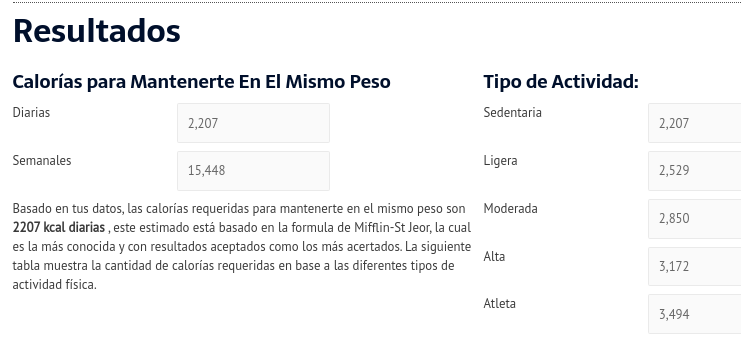 Resultados
Calorías para Mantenerte En El Mismo Peso
Diarias
2,207
Semanales
15,448
Basado en tus datos, las calorías requeridas para mantenerte en el mismo peso son
2207 kcal diarias , este estimado está basado en la formula de Mifflin-St Jeor, la cual
es la más conocida y con resultados aceptados como los más acertados. La siguiente
tabla muestra la cantidad de calorías requeridas en base a las diferentes tipos de
actividad física.
Tipo de Actividad:
Sedentaria
2,207
Ligera
2,529
Moderada
2,850
Alta
3,172
Atleta
3,494